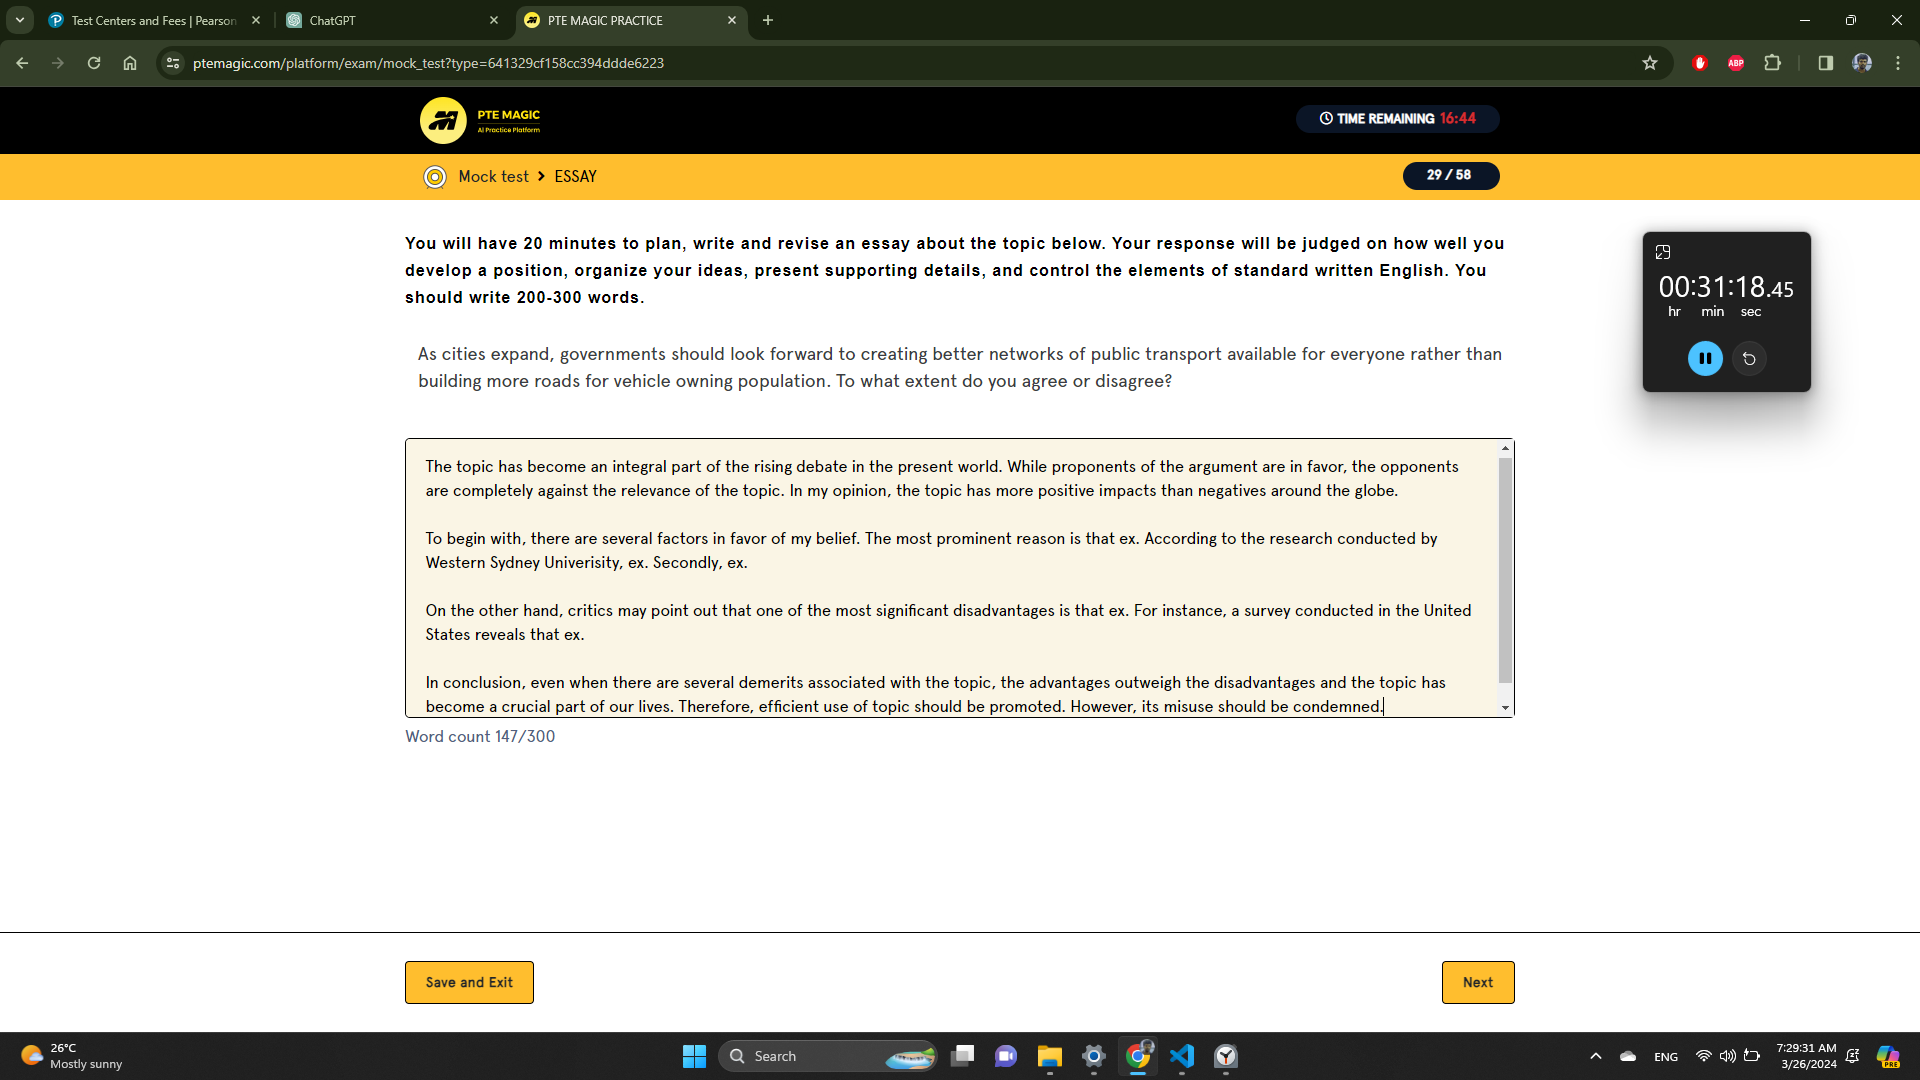 Test Centers and Fees | Pearson
ChatGPT
PTE MAGIC PRACTICE
ptemagic.com/platform/exam/mock_test?type=641329cf158cc394ddde6223
ABP
PTE MAGIC
AI Practice Platform
TIME REMAINING 16:44
Mock test > ESSAY
29 / 58
You will have 20 minutes to plan, write and revise an essay about the topic below. Your response will be judged on how well you
develop a position, organize your ideas, present supporting details, and control the elements of standard written English. You
should write 200-300 words.
00:31:18.45
hr min sec
As cities expand, governments should look forward to creating better networks of public transport available for everyone rather than
building more roads for vehicle owning population. To what extent do you agree or disagree?
The topic has become an integral part of the rising debate in the present world. While proponents of the argument are in favor, the opponents
are completely against the relevance of the topic. In my opinion, the topic has more positive impacts than negatives around the globe.
To begin with, there are several factors in favor of my belief. The most prominent reason is that ex. According to the research conducted by
Western Sydney Univerisity, ex. Secondly, ex.
On the other hand, critics may point out that one of the most significant disadvantages is that ex. For instance, a survey conducted in the United
States reveals that ex.
In conclusion, even when there are several demerits associated with the topic, the advantages outweigh the disadvantages and the topic has
become a crucial part of our lives. Therefore, efficient use of topic should be promoted. However, its misuse should be condemned.
Word count 147/300
Save and Exit
Next
26°C
Mostly sunny
Search
ENG
7:29:31 AM
3/26/2024
PRE